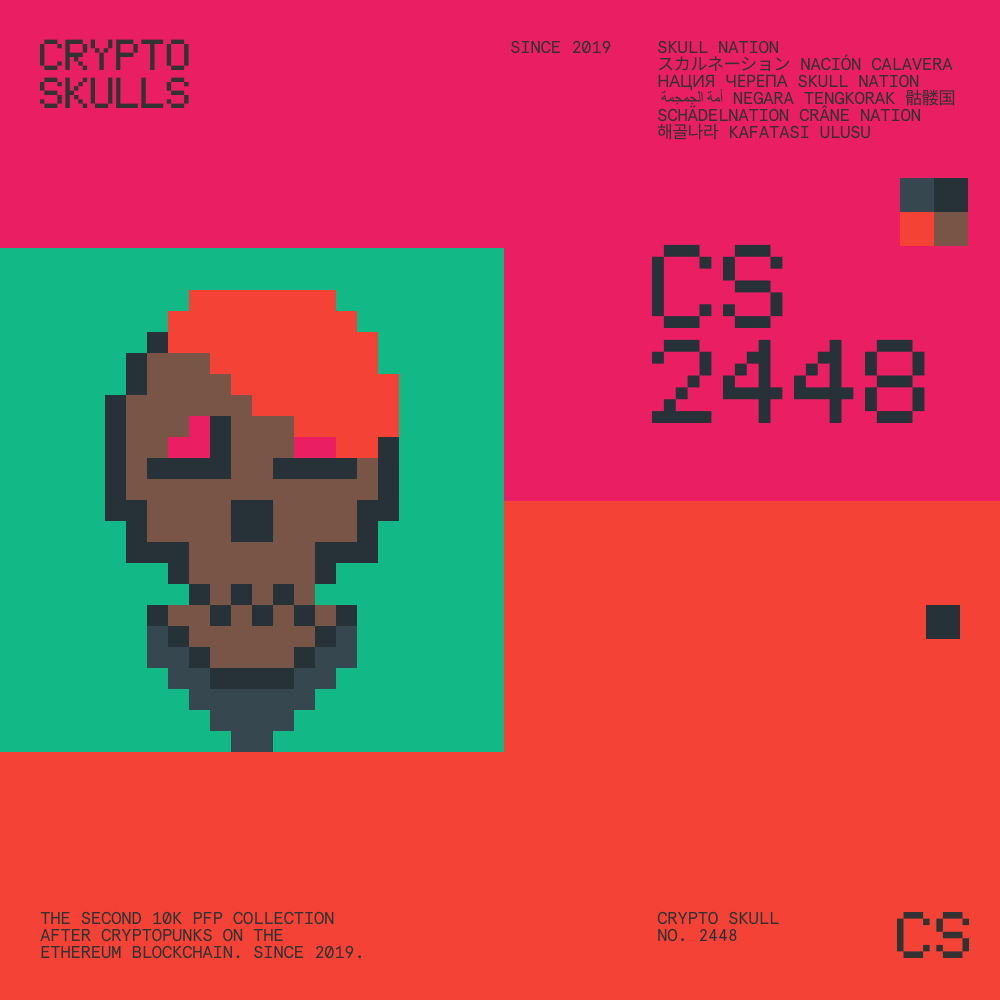 CRYPTO
SKULLS
SINCE 2019
SKULL NATION
スカルネーション NACIÓN CALAVERA
НАЦИЯ ЧЕРЕПА SKULL NATION
أمة الجمجمة NEGARA TENGKORAK 骷髅国
SCHÄDELNATION CRÂNE NATION
해골나라 KAFATASI ULUSU
CS
2448
THE SECOND 10K PFP COLLECTION
AFTER CRYPTOPUNKS ON THE
ETHEREUM BLOCKCHAIN. SINCE 2019.
CRYPTO SKULL
NO. 2448
CS